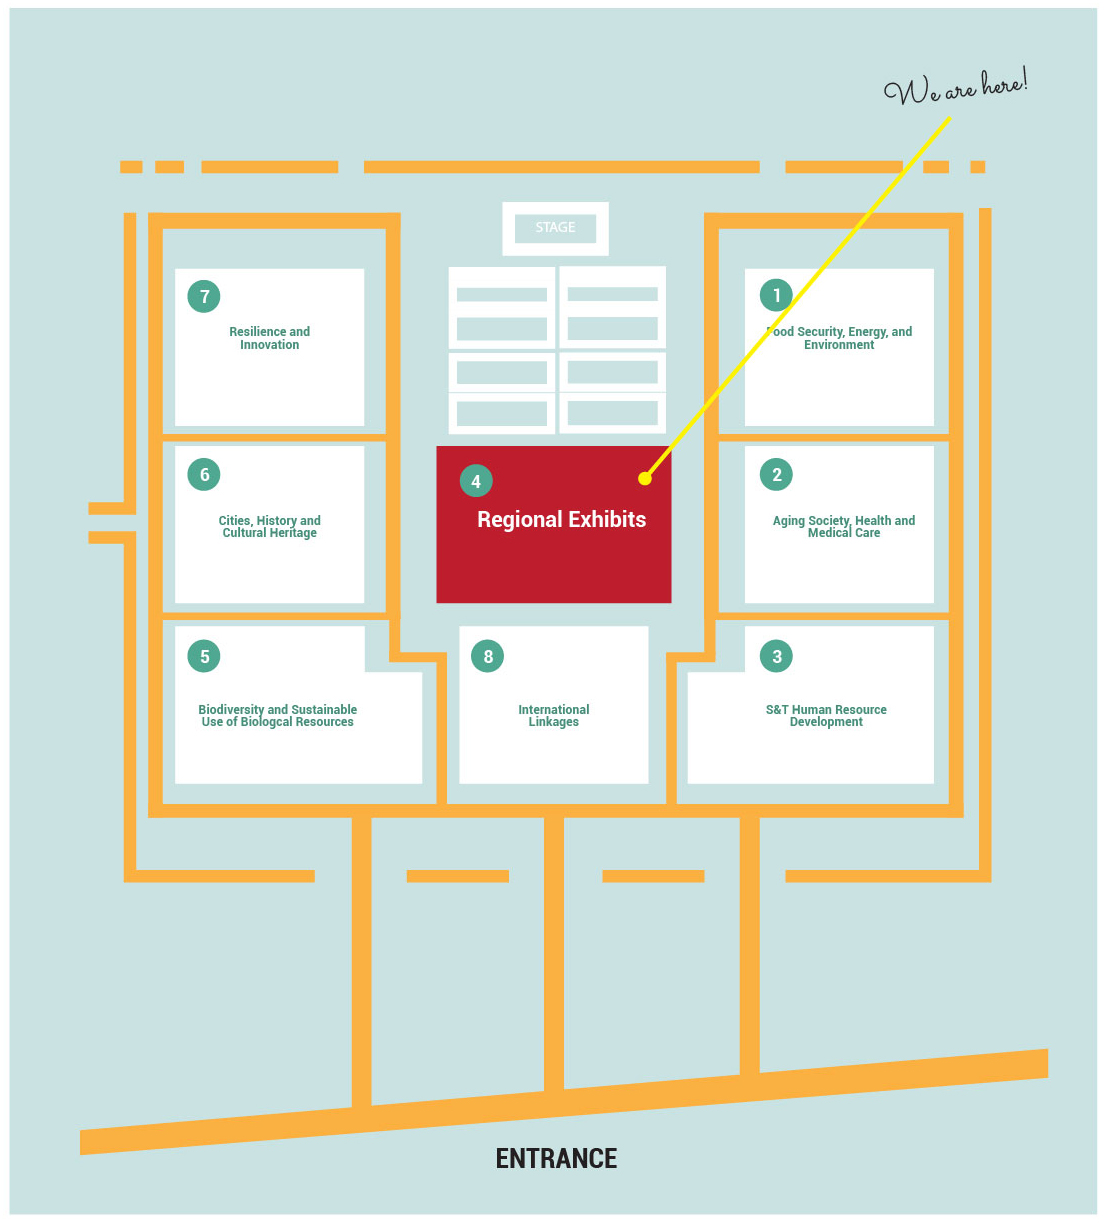 We are here!
STAGE
7
Resilience and
Innovation
1
Food Security, Energy, and
Environment
6
Cities, History and
Cultural Heritage
4
Regional Exhibits
2
Aging Society, Health and
Medical Care
5
Biodiversity and Sustainable
Use of Biologcal Resources
8
International
Linkages
3
S&T Human Resource
Development
ENTRANCE